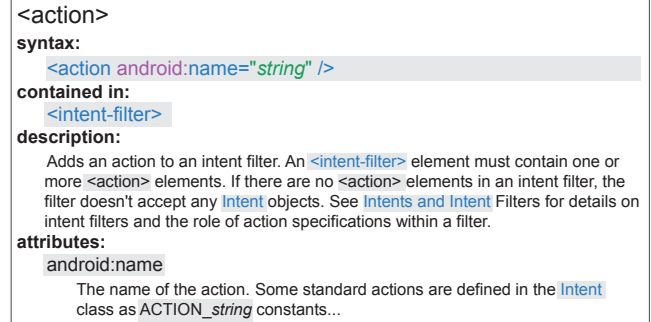 <action>
syntax:
<action android:name="string" />
contained in:
<intent-filter>
description:
Adds an action to an intent filter. An <intent-filter> element must contain one or
more <action> elements. If there are no <action> elements in an intent filter, the
filter doesn't accept any Intent objects. See Intents and Intent Filters for details on
intent filters and the role of action specifications within a filter.
attributes:
android:name
The name of the action. Some standard actions are defined in the Intent
class as ACTION_string constants...